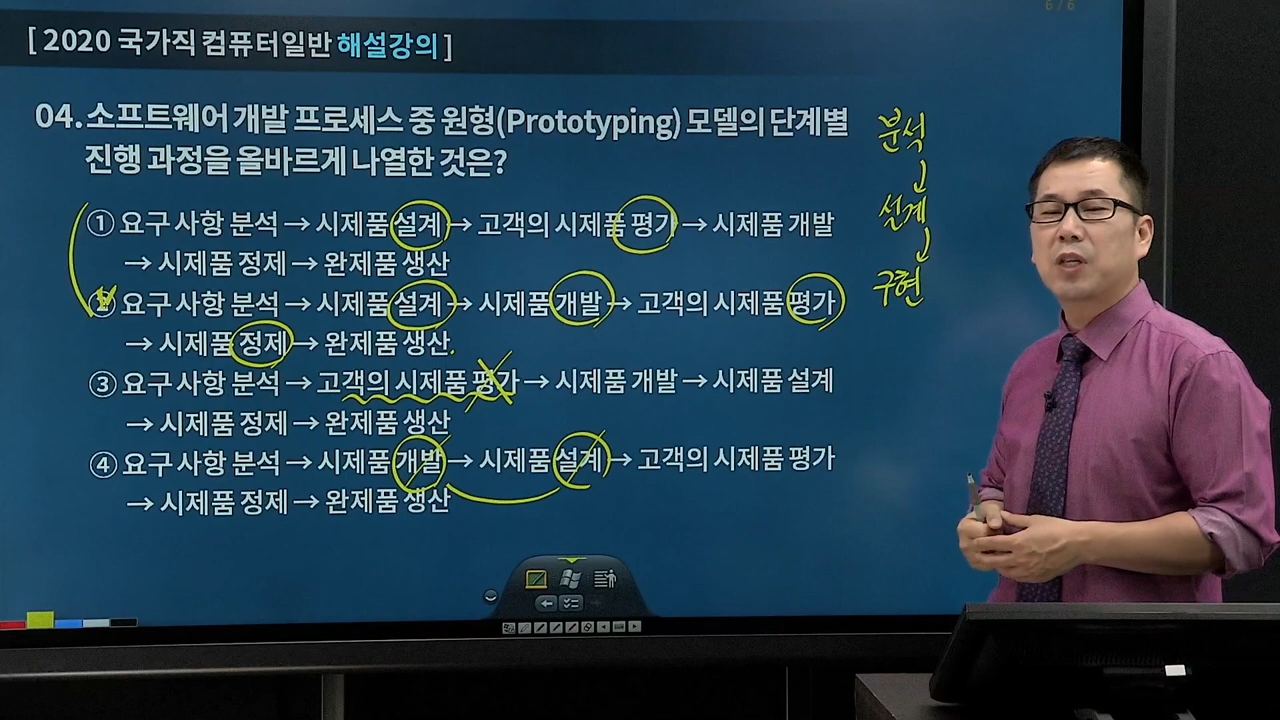 6/6
[ 2020 국가직 컴퓨터일반 해설강의 ]
04. 소프트웨어 개발 프로세스 중 원형(Prototyping) 모델의 단계별
진행 과정을 올바르게 나열한 것은?
① 요구 사항 분석 → 시제품 설계 → 고객의 시제품 평가 → 시제품 개발
→ 시제품 정제 → 완제품 생산
② 요구 사항 분석 → 시제품 설계 → 시제품 개발 → 고객의 시제품 평가
→ 시제품 정제 → 완제품 생산
③ 요구 사항 분석 → 고객의 시제품 평가 → 시제품 개발 → 시제품 설계
→ 시제품 정제 → 완제품 생산
④ 요구 사항 분석 → 시제품 개발 → 시제품 설계 → 고객의 시제품 평가
→ 시제품 정제 → 완제품 생산
분석
설계
구현